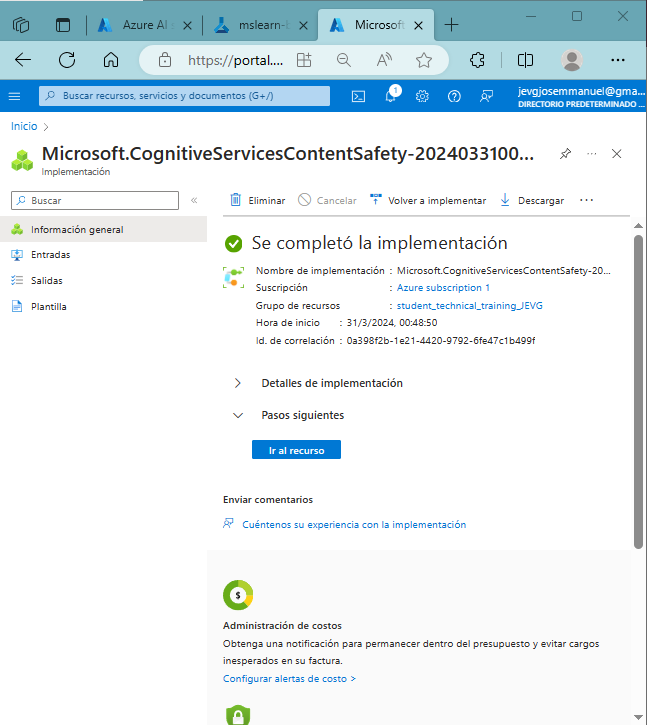 Azure AI s
mslearn-b
Microsoft
https://portal....
Buscar recursos, servicios y documentos (G+/)
1
jevgjosemmanuel@gma...
DIRECTORIO PREDETERMINADO ...
Inicio
Microsoft.CognitiveServicesContentSafety-2024033100...
Implementación
Buscar
Eliminar
Cancelar
Volver a implementar
Descargar
Información general
Entradas
Salidas
Plantilla
Se completó la implementación
Nombre de implementación : Microsoft.CognitiveServicesContentSafety-20...
Suscripción : Azure subscription 1
Grupo de recursos : student_technical_training_JEVG
Hora de inicio : 31/3/2024, 00:48:50
Id. de correlación : 0a398f2b-1e21-4420-9792-6fe47c1b499f
Detalles de implementación
Pasos siguientes
Ir al recurso
Enviar comentarios
Cuéntenos su experiencia con la implementación
Administración de costos
Obtenga una notificación para permanecer dentro del presupuesto y evitar cargos
inesperados en su factura.
Configurar alertas de costo >